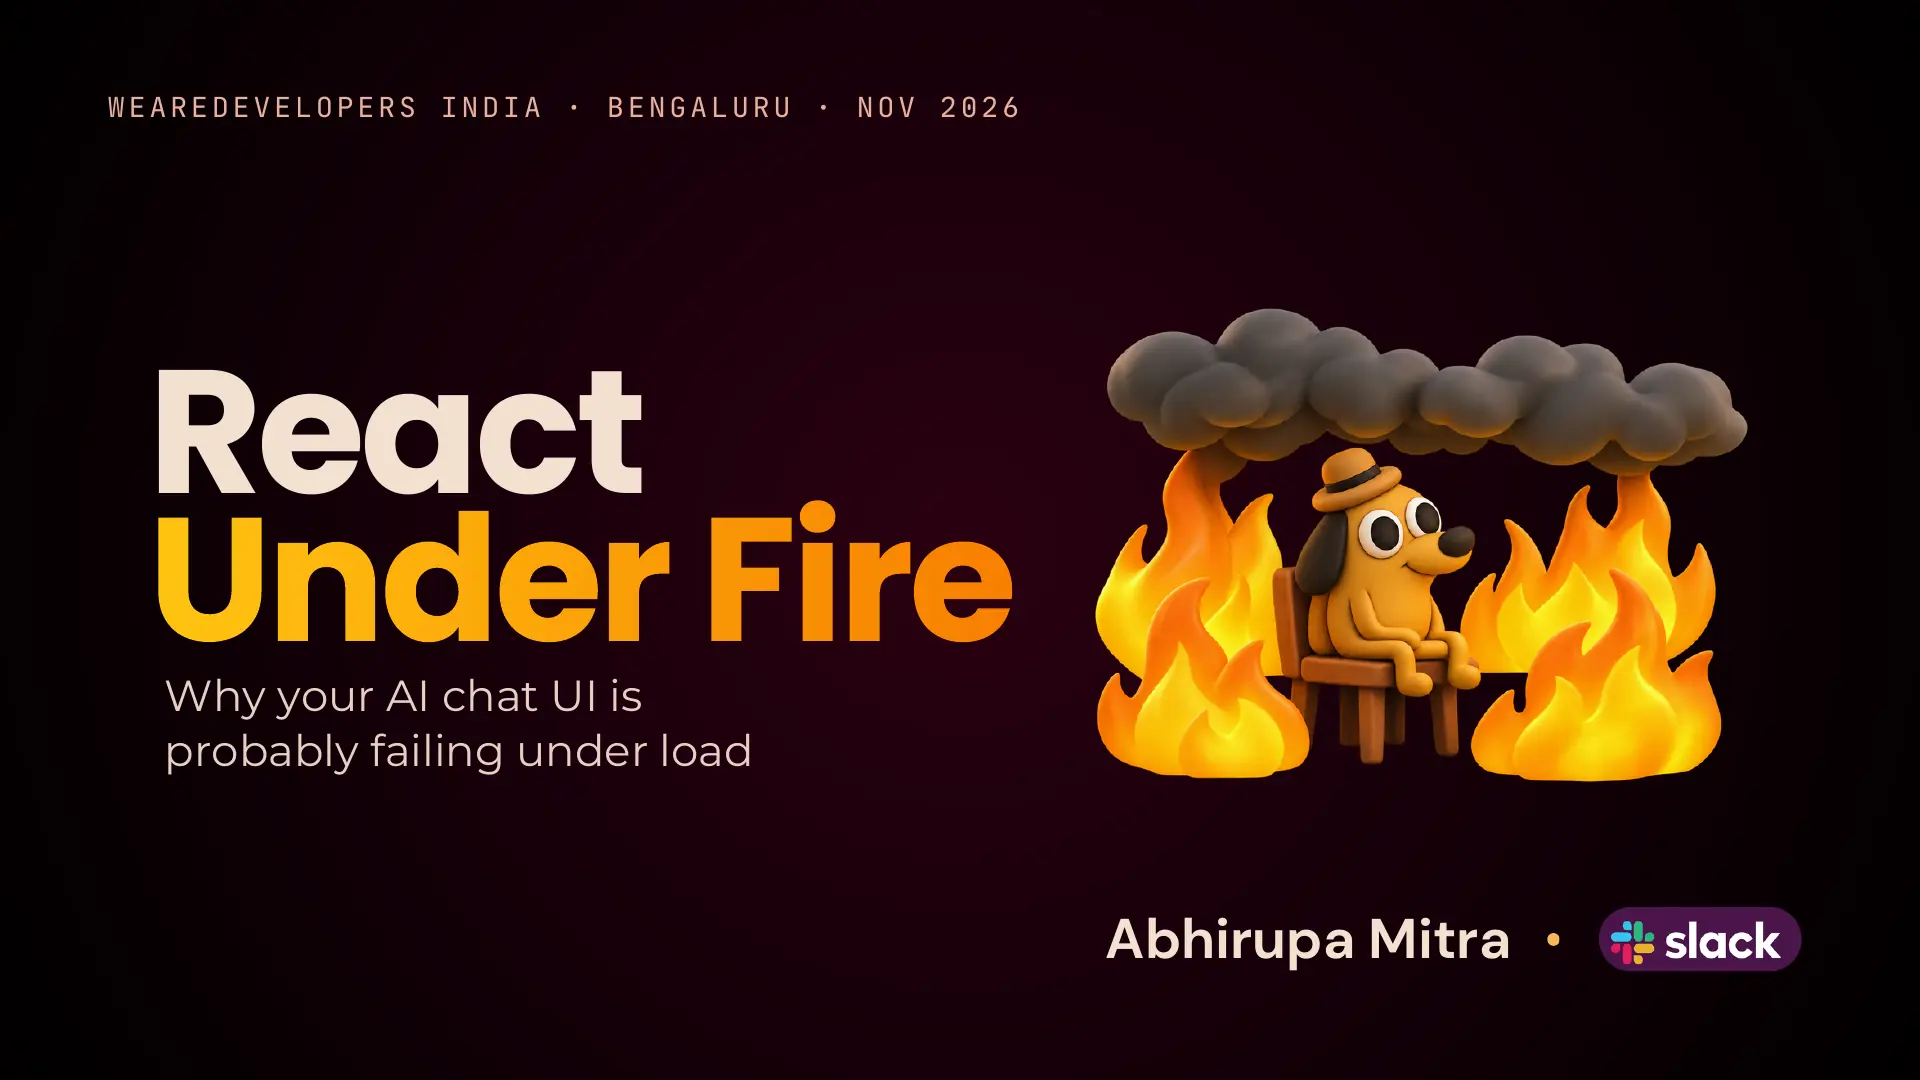 WEAREDEVELOPERS INDIA · BENGALURU · NOV 2026
React
Under Fire
Why your AI chat UI is
probably failing under load
Abhirupa Mitra • slack